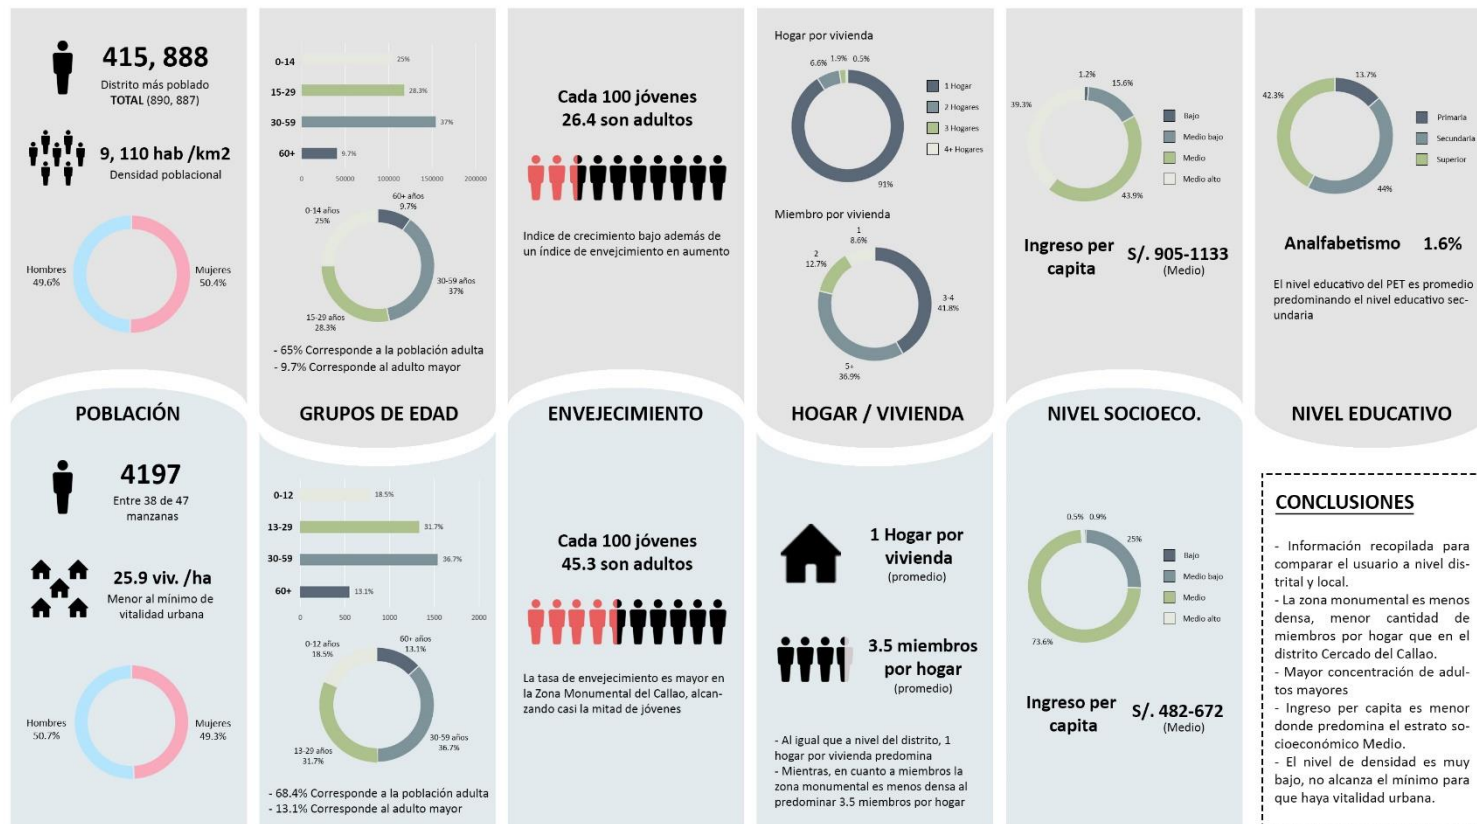 415, 888
Distrito más poblado
TOTAL (890, 887)
9, 110 hab /km2
Densidad poblacional
Hombres
49.6%
Mujeres
50.4%
POBLACIÓN
0-14
25%
15-29
28.3%
30-59
37%
60+
9.7%
0
50000
100000
150000
200000
0-14 años
25%
60+ años
9.7%
30-59 años
37%
15-29 años
28.3%
- 65% Corresponde a la población adulta
- 9.7% Corresponde al adulto mayor
GRUPOS DE EDAD
Cada 100 jóvenes
26.4 son adultos
Indice de crecimiento bajo además de
un índice de envejcimiento en aumento
ENVEJECIMIENTO
Hogar por vivienda
6.6%
1.9%
0.5%
91%
1 Hogar
2 Hogares
3 Hogares
4+ Hogares
Miembro por vivienda
1
8.6%
2
12.7%
3-4
41.8%
5+
36.9%
HOGAR / VIVIENDA
1.2%
15.6%
39.3%
43.9%
Bajo
Medio bajo
Medio
Medio alto
Ingreso per
capita
S/. 905-1133
(Medio)
NIVEL SOCIOECO.
13.7%
42.3%
44%
Primaria
Secundaria
Superior
Analfabetismo 1.6%
El nivel educativo del PET es promedio
predominando el nivel educativo sec-
undaria
NIVEL EDUCATIVO
4197
Entre 38 de 47
manzanas
25.9 viv. /ha
Menor al mínimo de
vitalidad urbana
Hombres
50.7%
Mujeres
49.3%
0-12
18.5%
13-29
31.7%
30-59
36.7%
60+
13.1%
0
500
1000
1500
2000
0-12 años
18.5%
60+ años
13.1%
30-59 años
36.7%
13-29 años
31.7%
- 68.4% Corresponde a la población adulta
- 13.1% Corresponde al adulto mayor
Cada 100 jóvenes
45.3 son adultos
La tasa de envejecimiento es mayor en
la Zona Monumental del Callao, alcan-
zando casi la mitad de jóvenes
1 Hogar por
vivienda
(promedio)
3.5 miembros
por hogar
(promedio)
- Al igual que a nivel del distrito, 1
hogar por vivienda predomina
- Mientras, en cuanto a miembros la
zona monumental es menos densa al
predominar 3.5 miembros por hogar
0.5%
0.9%
25%
73.6%
Bajo
Medio bajo
Medio
Medio alto
Ingreso per
capita
S/. 482-672
(Medio)
CONCLUSIONES
- Información recopilada para
comparar el usuario a nivel dis-
trital y local.
- La zona monumental es menos
densa, menor cantidad de
miembros por hogar que en el
distrito Cercado del Callao.
- Mayor concentración de adul-
tos mayores
- Ingreso per capita es menor
donde predomina el estrato so-
cioeconómico Medio.
- El nivel de densidad es muy
bajo, no alcanza el mínimo para
que haya vitalidad urbana.